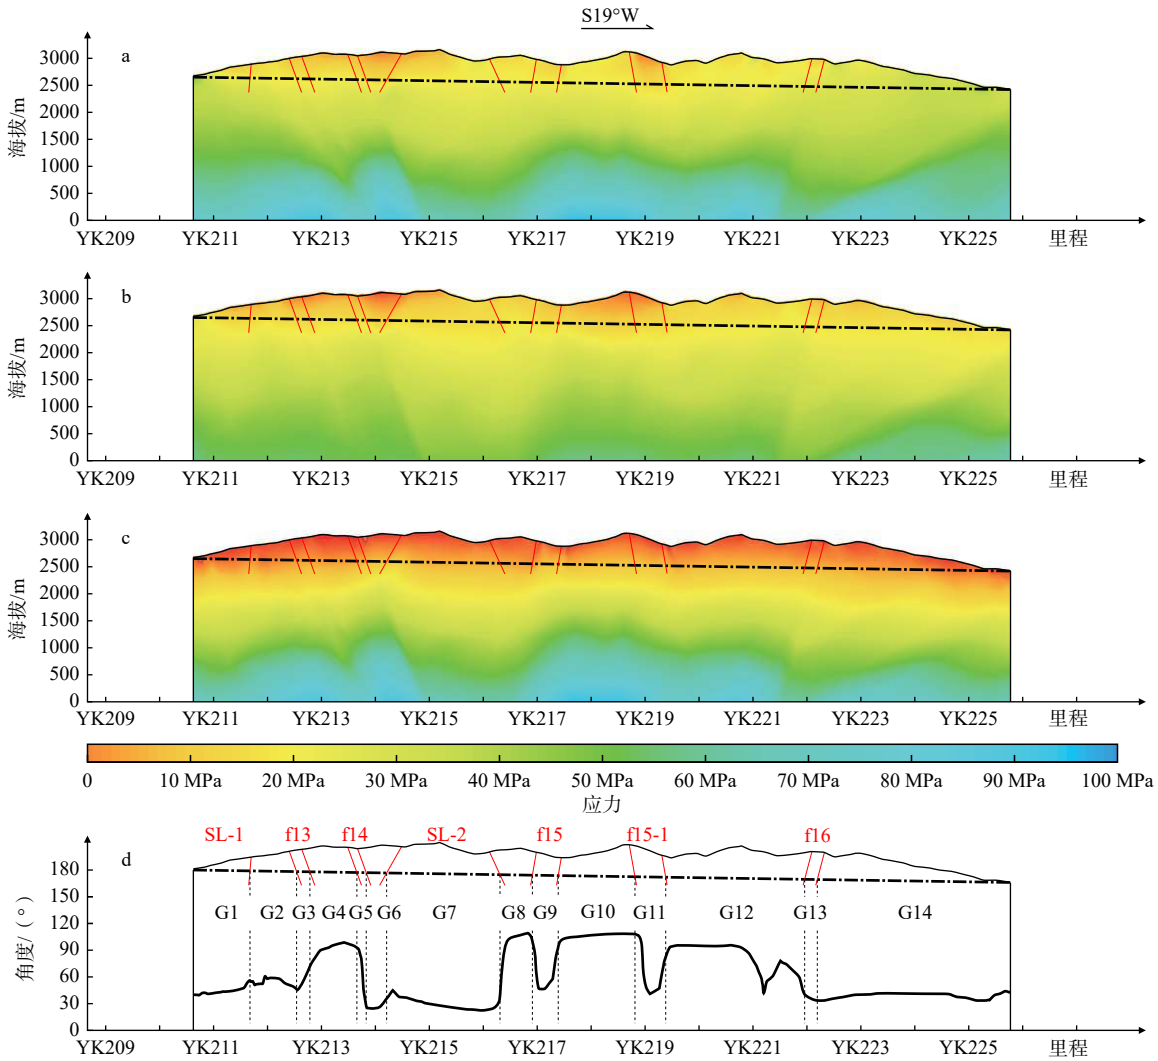 S19°W
a
3000
2500
2000
1500
1000
500
0
海拔/m
YK209 YK211 YK213 YK215 YK217 YK219 YK221 YK223 YK225 里程
b
3000
2500
2000
1500
1000
500
0
海拔/m
YK209 YK211 YK213 YK215 YK217 YK219 YK221 YK223 YK225 里程
c
3000
2500
2000
1500
1000
500
0
海拔/m
YK209 YK211 YK213 YK215 YK217 YK219 YK221 YK223 YK225 里程
0 10 MPa 20 MPa 30 MPa 40 MPa 50 MPa 60 MPa 70 MPa 80 MPa 90 MPa 100 MPa
应力
SL-1 f13 f14 SL-2 f15 f15-1 f16
d
180
150
120
90
60
30
0
角度/(°)
G1 G2 G3 G4 G5 G6 G7 G8 G9 G10 G11 G12 G13 G14
YK209 YK211 YK213 YK215 YK217 YK219 YK221 YK223 YK225 里程